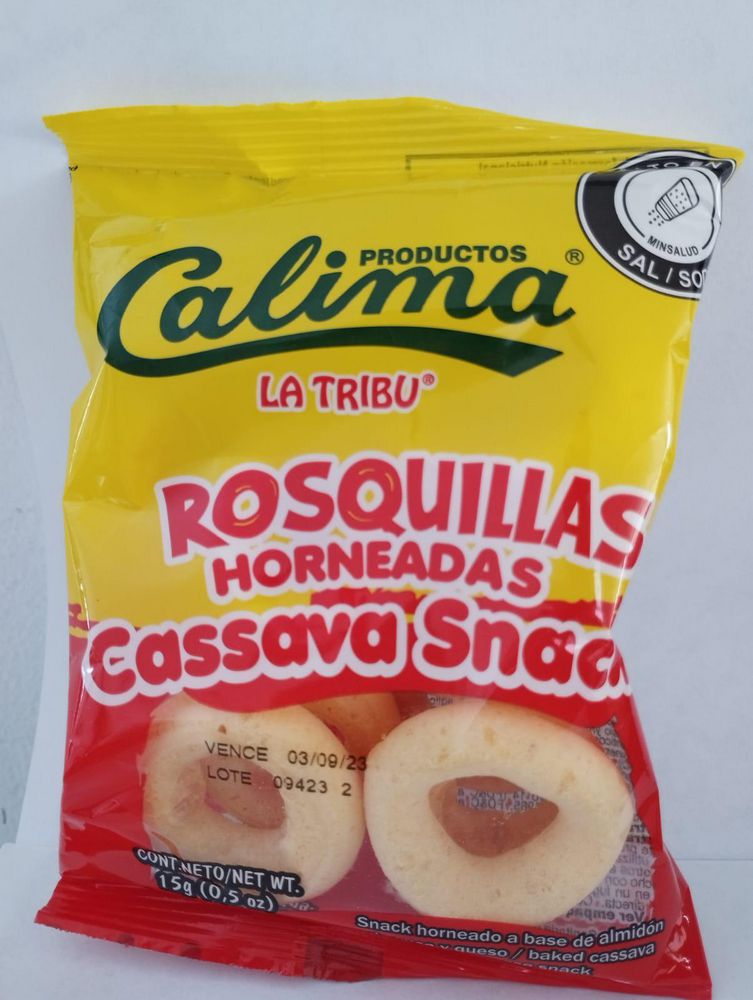 PRODUCTOS
Calima®
LA TRIBU®
MINSALUD
SAL / SO
ROSQUILLAS
HORNEADAS
Cassava Snack
VENCE 03/09/23
LOTE 09423 2
CONT.NETO/NET WT.
15g (0,5 oz)
Snack horneado a base de almidón
y queso / baked cassava
snack